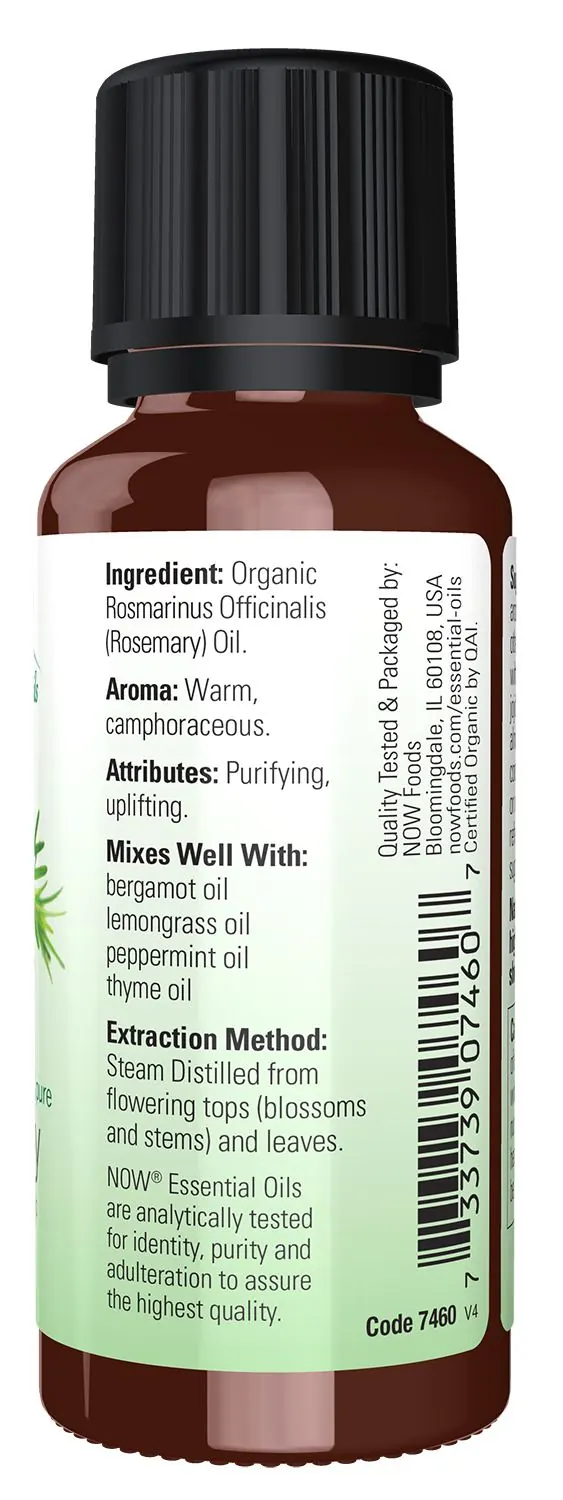 Ingredient: Organic
Rosmarinus Officinalis
(Rosemary) Oil.
Aroma: Warm,
camphoraceous.
Attributes: Purifying,
uplifting.
Mixes Well With:
bergamot oil
lemongrass oil
peppermint oil
thyme oil
Extraction Method:
Steam Distilled from
flowering tops (blossoms
and stems) and leaves.
NOW® Essential Oils
are analytically tested
for identity, purity and
adulteration to assure
the highest quality.
Quality Tested & Packaged by:
NOW Foods
Bloomingdale, IL 60108, USA
nowfoods.com/essential-oils
Certified Organic by QAI.
7 33739 07460 7
Code 7460 V4